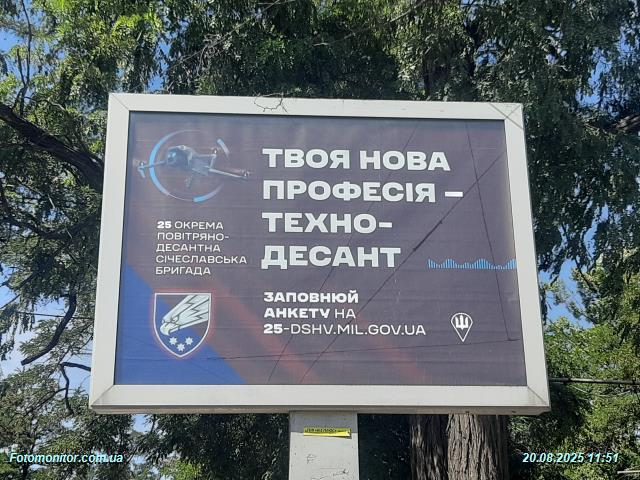 ТВОЯ НОВА
ПРОФЕСІЯ –
ТЕХНО-
ДЕСАНТ
25 ОКРЕМА
ПОВІТРЯНО-
ДЕСАНТНА
СІЧЕСЛАВСЬКА
БРИГАДА
ЗАПОВНЮЙ
АНКЕТУ НА
25-DSHV.MIL.GOV.UA
Fotomonitor.com.ua
20.08.2025 11:51